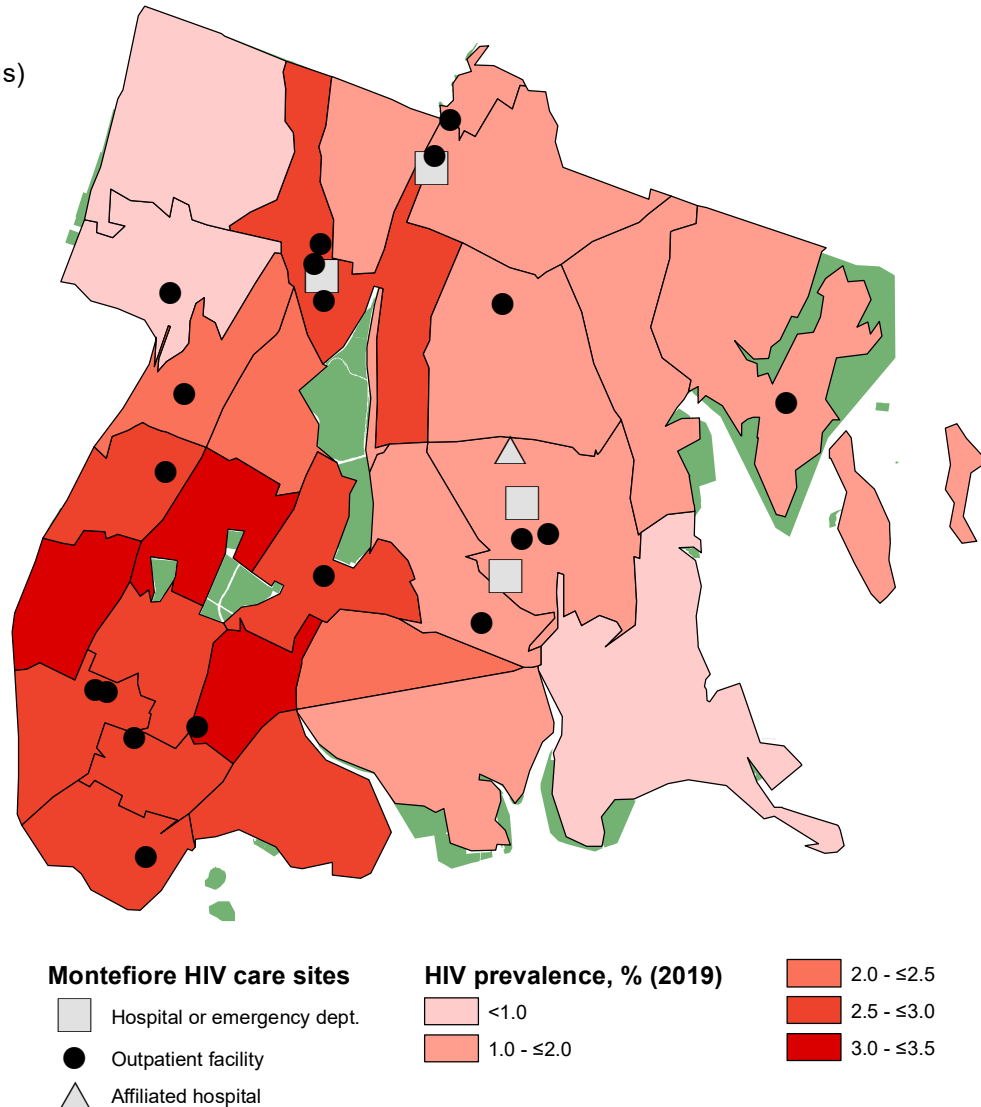 s)
Montefiore HIV care sites
Hospital or emergency dept.
Outpatient facility
Affiliated hospital
HIV prevalence, % (2019)
<1.0
1.0 - ≤2.0
2.0 - ≤2.5
2.5 - ≤3.0
3.0 - ≤3.5